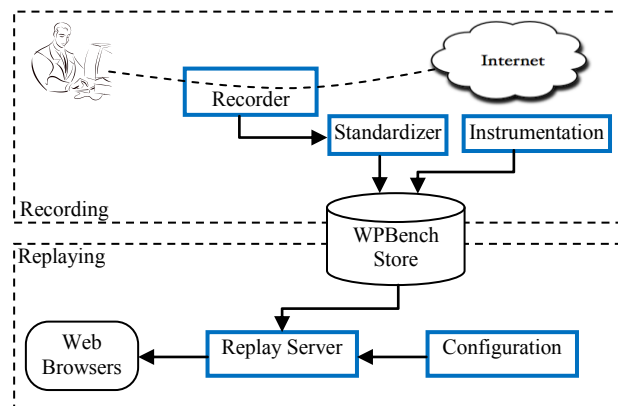 Internet
Recorder
Standardizer
Instrumentation
Recording
WPBench
Store
Replaying
Web
Browsers
Replay Server
Configuration